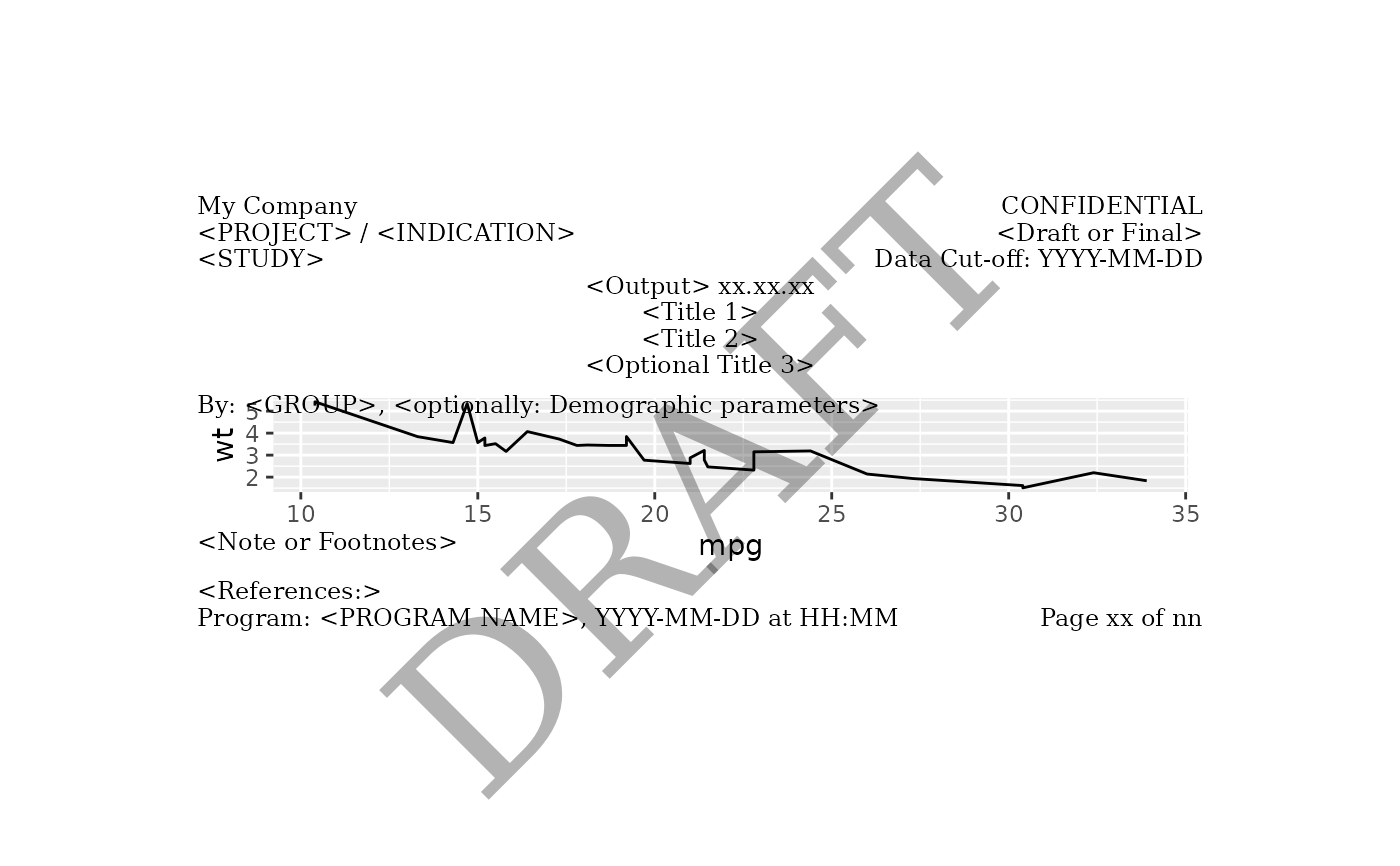 My Company
CONFIDENTIAL
<PROJECT> / <INDICATION>
<Draft or Final>
<STUDY>
Data Cut-off: YYYY-MM-DD
<Output> xx.xx.xx
<Title 1>
<Title 2>
<Optional Title 3>
By: <GROUP>, <optionally: Demographic parameters>
5
4
3
2
wt
10 15 20 25 30 35
mpg
<Note or Footnotes>
<References:>
Program: <PROGRAM NAME>, YYYY-MM-DD at HH:MM
Page xx of nn
DRAFT